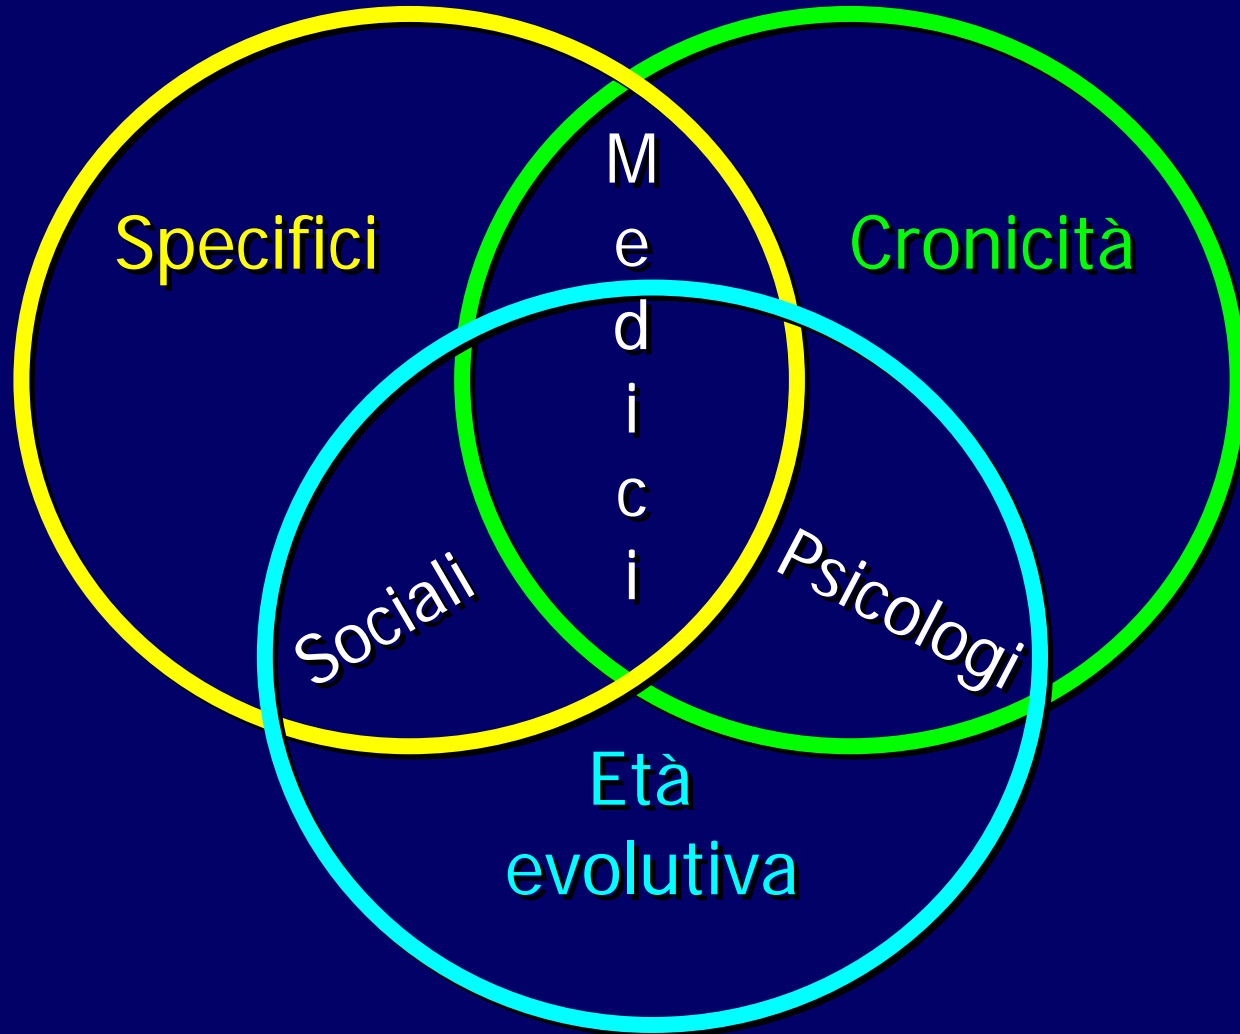 Specifici
Medici
Cronicità
Sociali
Psicologi
Età
evolutiva